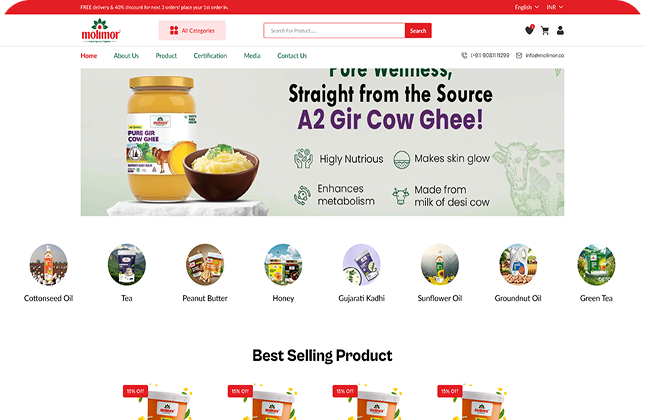 FREE delivery & 40% discount for next 3 orders! place your 1st order in.
English
INR
molimor
All Categories
Search For Product.....
Search
Home
About Us
Product
Certification
Media
Contact Us
(+91) 9081111299
info@molimor.co
Pure Wellness,
Straight from the Source
A2 Gir Cow Ghee!
Higly Nutrious
Makes skin glow
Enhances
metabolism
Made from
milk of desi cow
PURE GIR
COW GHEE
Cottonseed Oil
Tea
Peanut Butter
Honey
Gujarati Kadhi
Sunflower Oil
Groundnut Oil
Green Tea
Best Selling Product
15% Off
15% Off
15% Off
15% Off
molimor
molimor
molimor
molimor